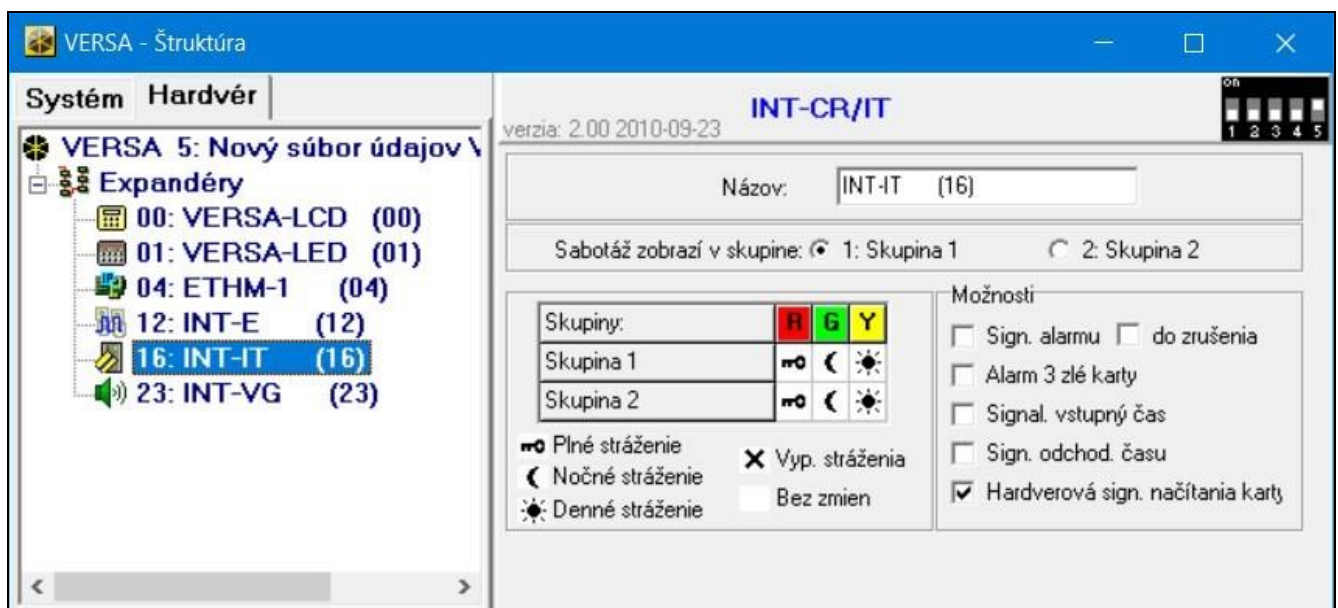 VERSA - Štruktúra
Systém Hardvér
VERSA 5: Nový súbor údajov V
Expandéry
00: VERSA-LCD (00)
01: VERSA-LED (01)
04: ETHM-1 (04)
12: INT-E (12)
16: INT-IT (16)
23: INT-VG (23)
INT-CR/IT
verzia: 2.00 2010-09-23
on
1 2 3 4 5
Názov: INT-IT (16)
Sabotáž zobrazí v skupine: 1: Skupina 1 2: Skupina 2
Skupiny: R G Y
Skupina 1
Skupina 2
Plné stráženie
Nočné stráženie
Denné stráženie
Vyp. stráženia
Bez zmien
Možnosti
Sign. alarmu do zrušenia
Alarm 3 zlé karty
Signal. vstupný čas
Sign. odchod. času
Hardverová sign. načítania karty